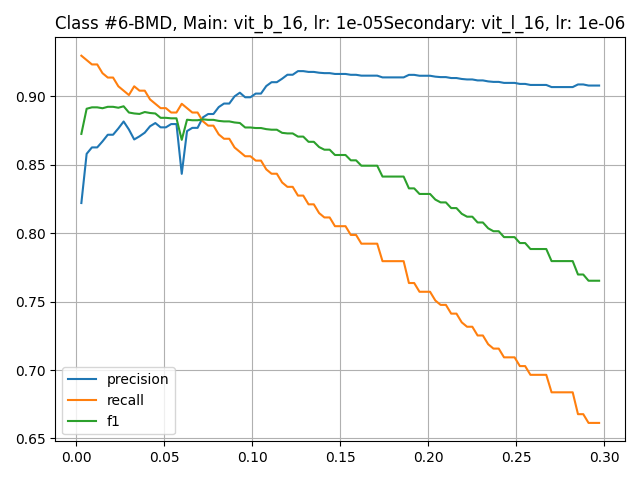 Class #6-BMD, Main: vit_b_16, lr: 1e-05Secondary: vit_l_16, lr: 1e-06
0.90
0.85
0.80
0.75
0.70
0.65
precision
recall
f1
0.00 0.05 0.10 0.15 0.20 0.25 0.30